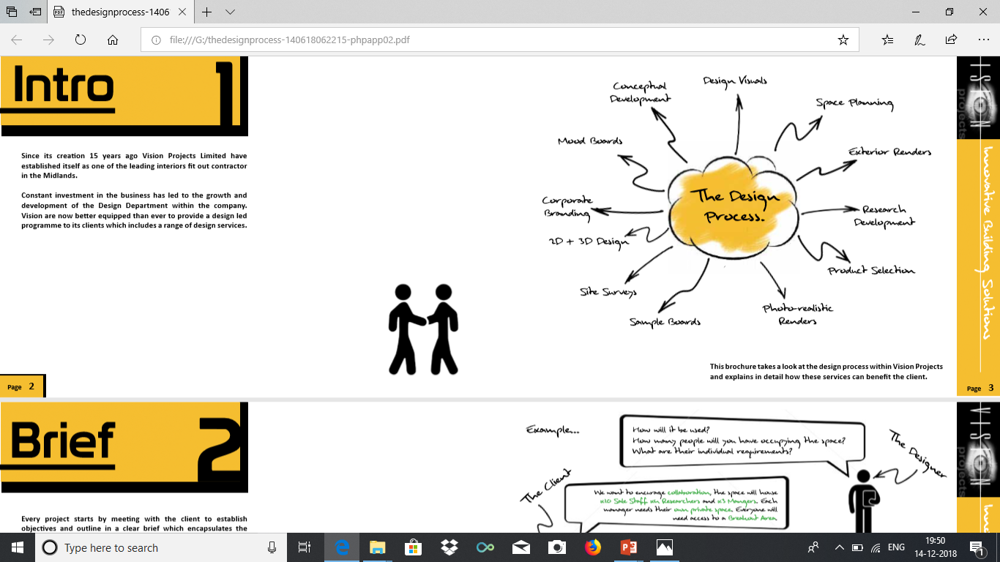 thedesignprocess-1406
file:///G:/thedesignprocess-140618062215-phpapp02.pdf
Intro 1
Since its creation 15 years ago Vision Projects Limited have
established itself as one of the leading interiors fit out contractor
in the Midlands.
Constant investment in the business has led to the growth and
development of the Design Department within the company.
Vision are now better equipped than ever to provide a design led
programme to its clients which includes a range of design services.
Page 2
Design Visuals
Conceptual
Development
Space Planning
Mood Boards
Exterior Renders
The Design
Process.
Corporate
Branding
Research
Development
2D + 3D Design
Product Selection
Site Surveys
Photo-realistic
Renders
Sample Boards
This brochure takes a look at the design process within Vision Projects
and explains in detail how these services can benefit the client.
ISION
projects
Innovative Building Solutions
Page 3
Brief 2
Every project starts by meeting with the client to establish
objectives and outline in a clear brief which encapsulates the
Example...
How will it be used?
How many people will you have occupying the space?
What are their individual requirements?
The Designer
The Client
We want to encurage collaboration, the space will house
x10 Sale Staff x4 Researchers and x3 Mangers. Each
manager needs their own private space. Everyone will
need access to a Breakout Area
VISION
projects
Inno
Type here to search
ENG
19:50
14-12-2018
1